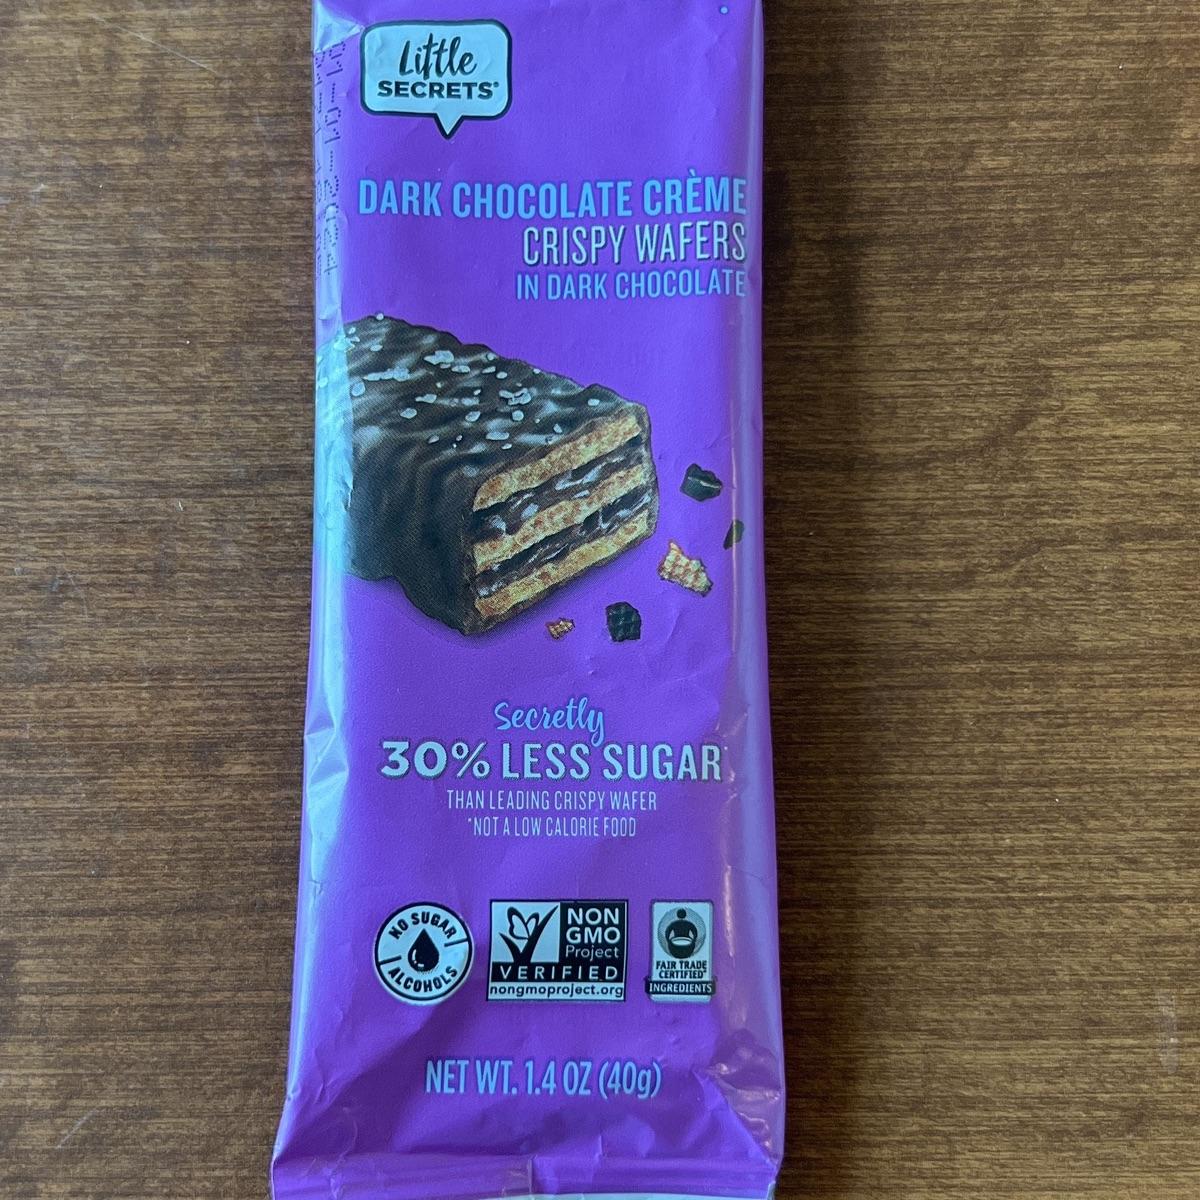 Little
SECRETS®
DARK CHOCOLATE CRÈME
CRISPY WAFERS
IN DARK CHOCOLATE
Secretly
30% LESS SUGAR*
THAN LEADING CRISPY WAFER
*NOT A LOW CALORIE FOOD
NO SUGAR
ALCOHOLS
NON
GMO
Project
VERIFIED
nongmoproject.org
FAIR TRADE
CERTIFIED
INGREDIENTS
NET WT. 1.4 OZ (40g)